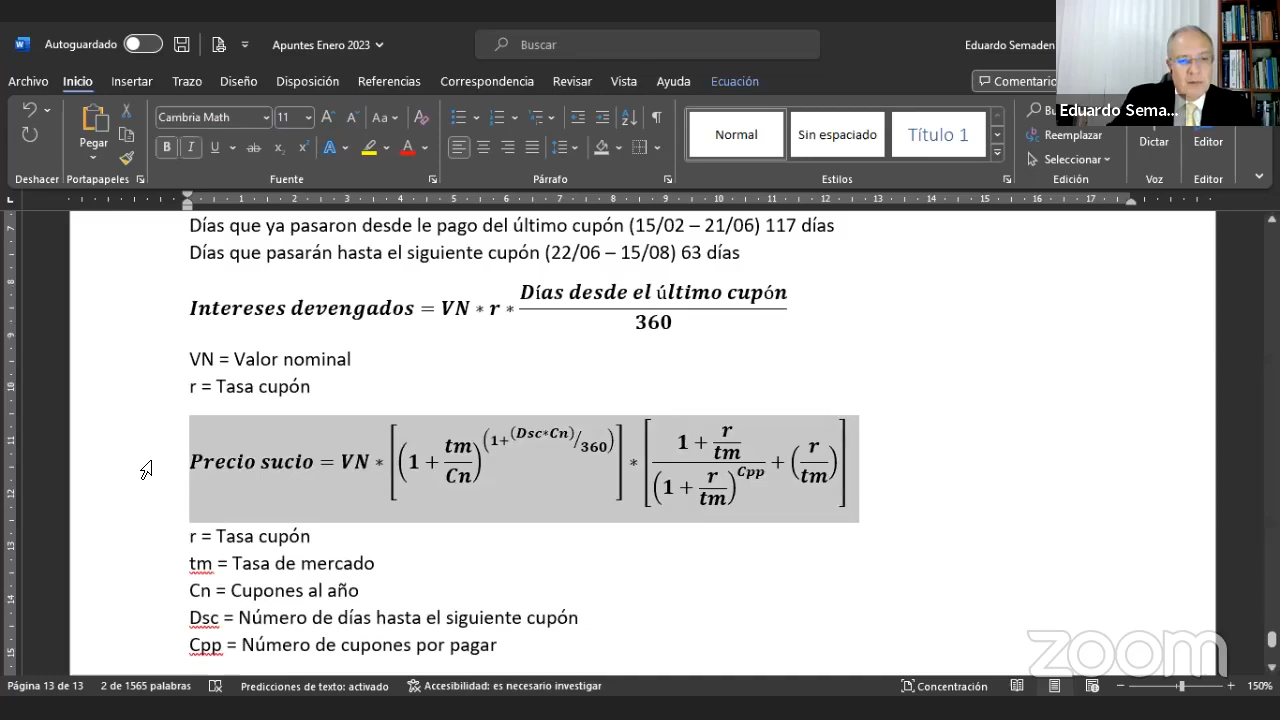 Autoguardado
Apuntes Enero 2023
Buscar
Eduardo Semaden
Archivo Inicio Insertar Trazo Diseño Disposición Referencias Correspondencia Revisar Vista Ayuda Ecuación
Comentario
Eduardo Sema...
Pegar
Cambria Math 11
Normal
Sin espaciado
Título 1
Reemplazar
Seleccionar
Dictar
Editor
Deshacer Portapapeles Fuente Párrafo Estilos Edición Voz Editor
Días que ya pasaron desde le pago del último cupón (15/02 – 21/06) 117 días
Días que pasarán hasta el siguiente cupón (22/06 – 15/08) 63 días
Intereses devengados = VN * r * Días desde el último cupón / 360
VN = Valor nominal
r = Tasa cupón
Precio sucio = VN * [(1 + tm/Cn)^(1+(Dsc*Cn)/360)] * [(1 + r/tm)/(1 + r/tm)^Cpp + (r/tm)]
r = Tasa cupón
tm = Tasa de mercado
Cn = Cupones al año
Dsc = Número de días hasta el siguiente cupón
Cpp = Número de cupones por pagar
zoom
Página 13 de 13 2 de 1565 palabras Predicciones de texto: activado Accesibilidad: es necesario investigar Concentración 150%